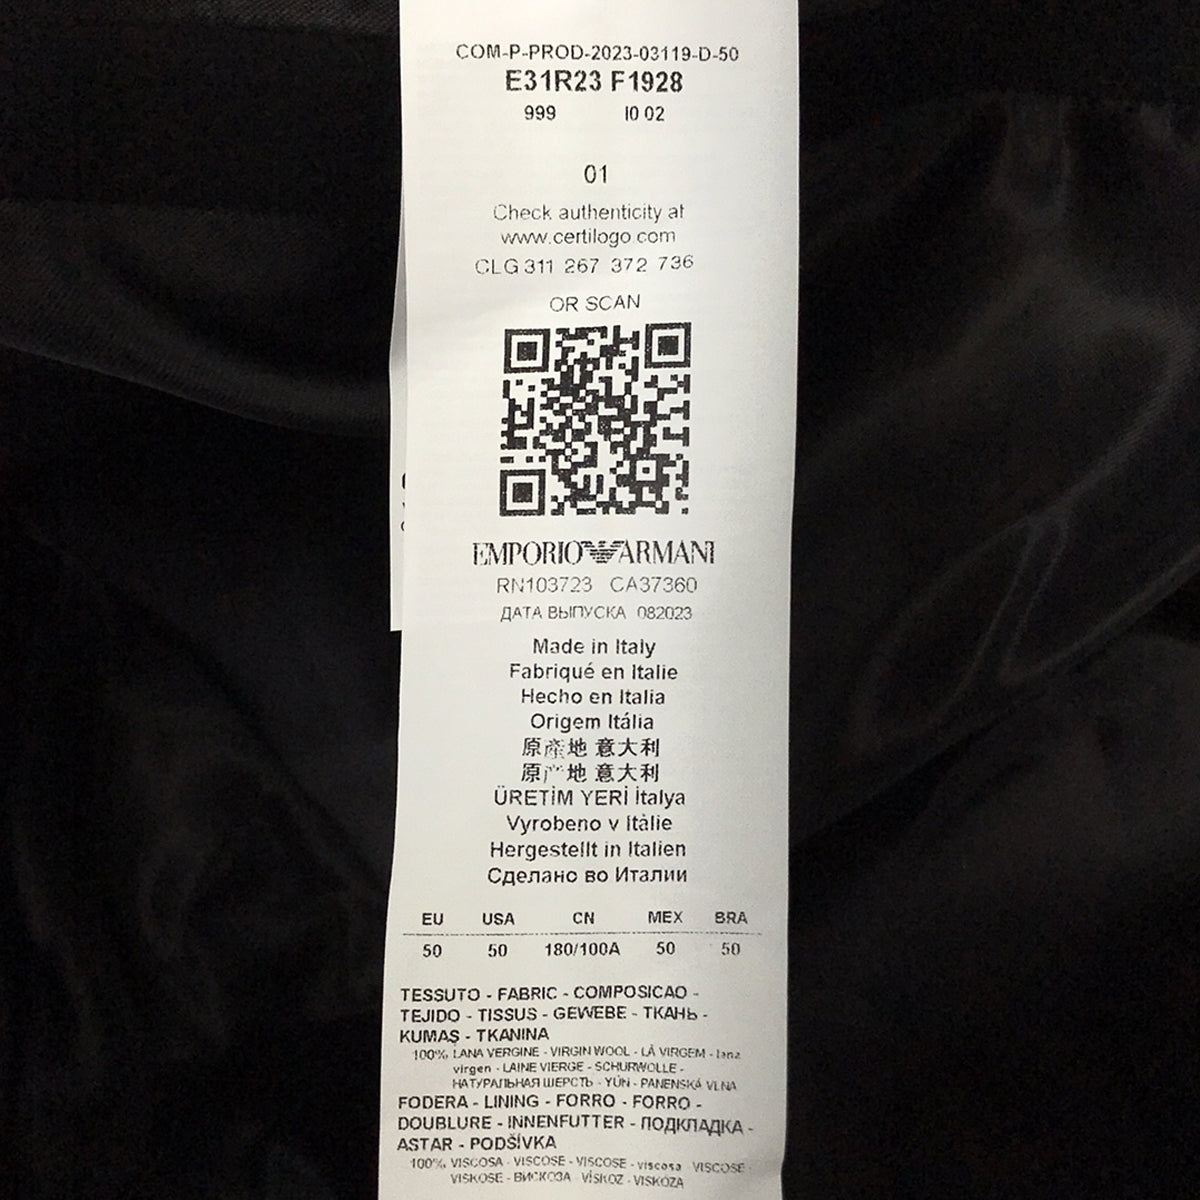 COM-P-PROD-2023-03119-D-50
E31R23 F1928
999 I0 02
01
Check authenticity at
www.certilogo.com
CLG 311 267 372 736
OR SCAN
EMPORIO ARMANI
RN103723 CA37360
ДАТА ВЫПУСКА 082023
Made in Italy
Fabriqué en Italie
Hecho en Italia
Origem Itália
原產地 意大利
原产地 意大利
ÜRETİM YERİ İtalya
Vyrobeno v Itálie
Hergestellt in Italien
Сделано во Италии
EU USA CN MEX BRA
50 50 180/100A 50 50
TESSUTO - FABRIC - COMPOSICAO -
TEJIDO - TISSUS - GEWEBE - ТКАНЬ -
KUMAŞ - TKANINA
100% LANA VERGINE - VIRGIN WOOL - LÃ VIRGEM - lana
virgen - LAINE VIERGE - SCHURWOLLE -
НАТУРАЛЬНАЯ ШЕРСТЬ - YÜN - PANENSKÁ VLNA
FODERA - LINING - FORRO - FORRO -
DOUBLURE - INNENFUTTER - ПОДКЛАДКА -
ASTAR - PODŠÍVKA
100% VISCOSA - VISCOSE - VISCOSE - viscosa - VISCOSE -
VISKOSE - ВИСКОЗА - VİSKOZ - VISKÓZA